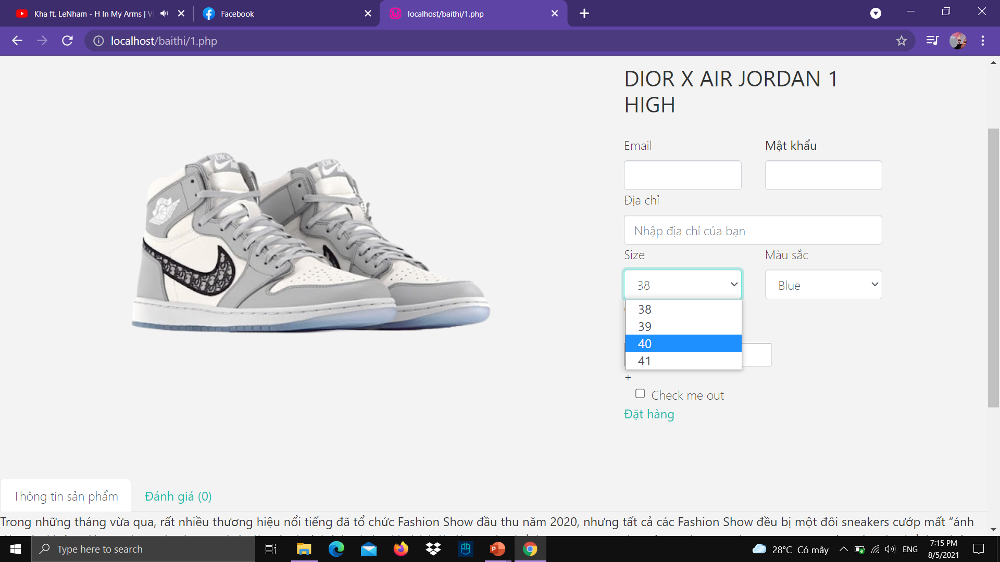 Kha ft. LeNham - H In My Arms | Vi
Facebook
localhost/baithi/1.php
localhost/baithi/1.php
DIOR X AIR JORDAN 1
HIGH
Email
Mật khẩu
Địa chỉ
Nhập địa chỉ của bạn
Size
Màu sắc
38
Blue
38
39
40
41
+
Check me out
Đặt hàng
Thông tin sản phẩm
Đánh giá (0)
Trong những tháng vừa qua, rất nhiều thương hiệu nổi tiếng đã tổ chức Fashion Show đầu thu năm 2020, nhưng tất cả các Fashion Show đều bị một đôi sneakers cướp mất “ánh
Type here to search
28°C Có mây
ENG
7:15 PM
8/5/2021